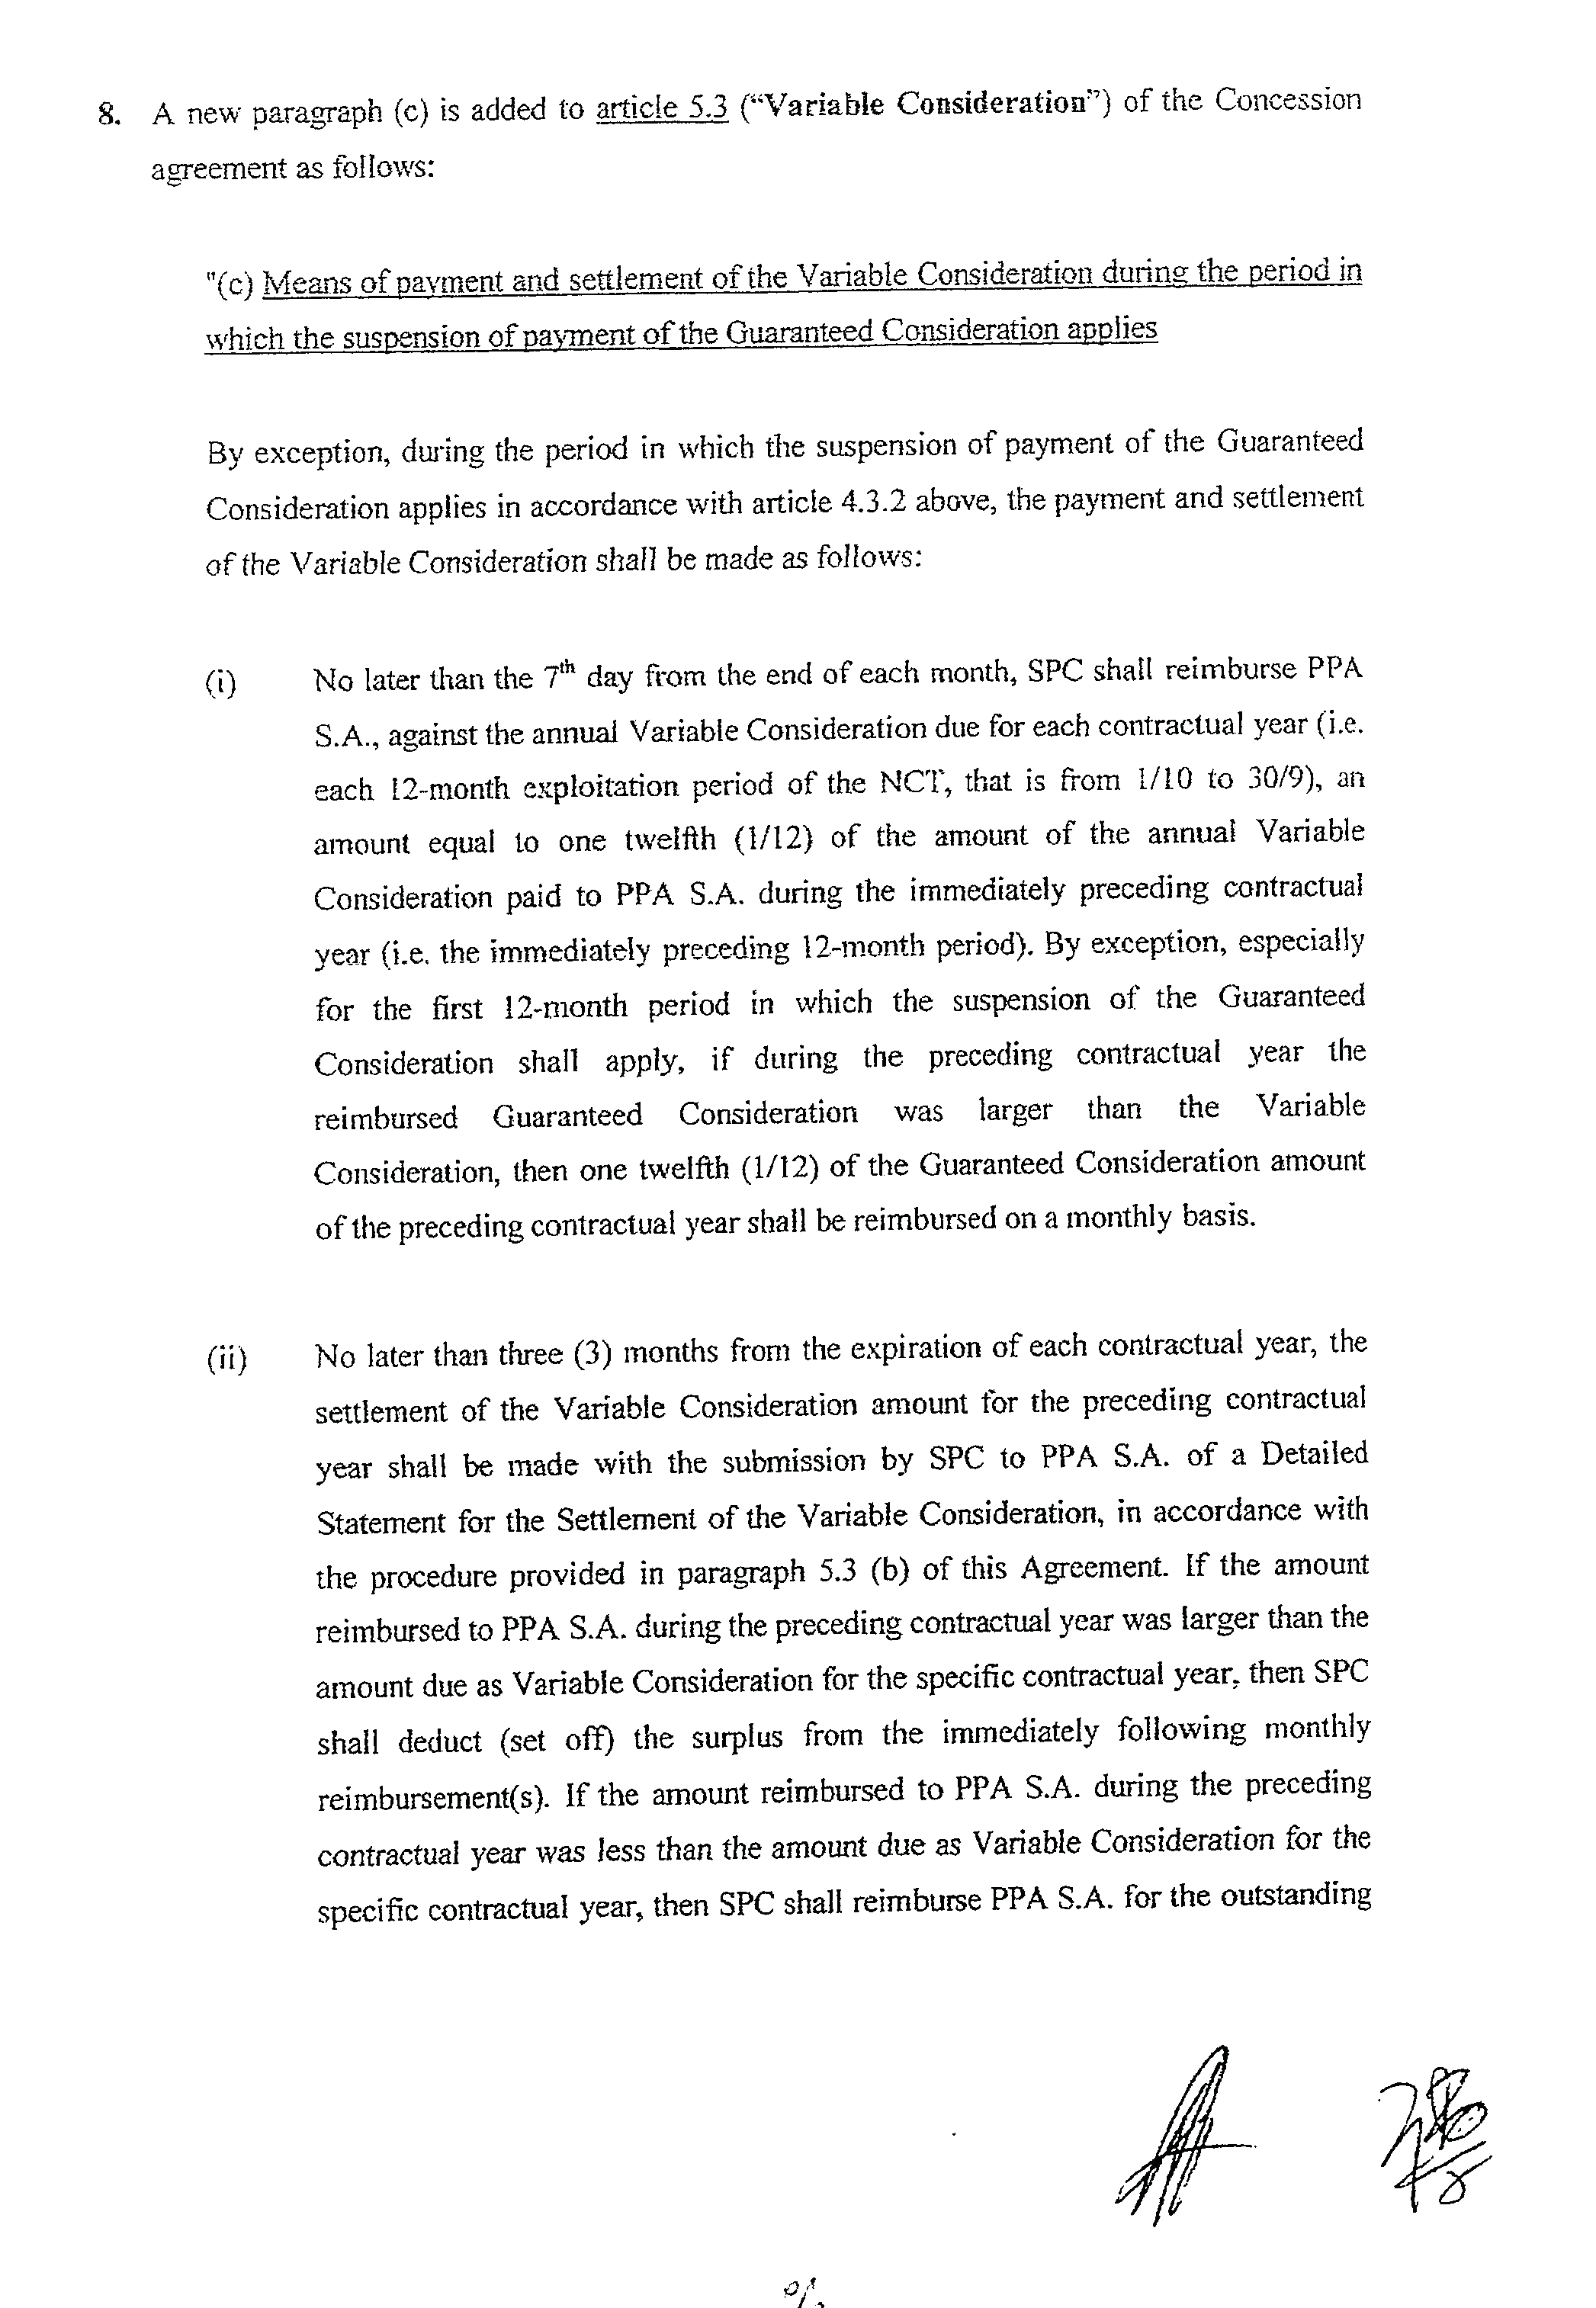 8. A new paragraph (c) is added to article 5.3 (“Variable Consideration”) of the Concession
agreement as follows:
"(c) Means of payment and settlement of the Variable Consideration during the period in
which the suspension of payment of the Guaranteed Consideration applies
By exception, during the period in which the suspension of payment of the Guaranteed
Consideration applies in accordance with article 4.3.2 above, the payment and settlement
of the Variable Consideration shall be made as follows:
(i) No later than the 7th day from the end of each month, SPC shall reimburse PPA
S.A., against the annual Variable Consideration due for each contractual year (i.e.
each 12-month exploitation period of the NCT, that is from 1/10 to 30/9), an
amount equal to one twelfth (1/12) of the amount of the annual Variable
Consideration paid to PPA S.A. during the immediately preceding contractual
year (i.e. the immediately preceding 12-month period). By exception, especially
for the first 12-month period in which the suspension of the Guaranteed
Consideration shall apply, if during the preceding contractual year the
reimbursed Guaranteed Consideration was larger than the Variable
Consideration, then one twelfth (1/12) of the Guaranteed Consideration amount
of the preceding contractual year shall be reimbursed on a monthly basis.
(ii) No later than three (3) months from the expiration of each contractual year, the
settlement of the Variable Consideration amount for the preceding contractual
year shall be made with the submission by SPC to PPA S.A. of a Detailed
Statement for the Settlement of the Variable Consideration, in accordance with
the procedure provided in paragraph 5.3 (b) of this Agreement. If the amount
reimbursed to PPA S.A. during the preceding contractual year was larger than the
amount due as Variable Consideration for the specific contractual year, then SPC
shall deduct (set off) the surplus from the immediately following monthly
reimbursement(s). If the amount reimbursed to PPA S.A. during the preceding
contractual year was less than the amount due as Variable Consideration for the
specific contractual year, then SPC shall reimburse PPA S.A. for the outstanding